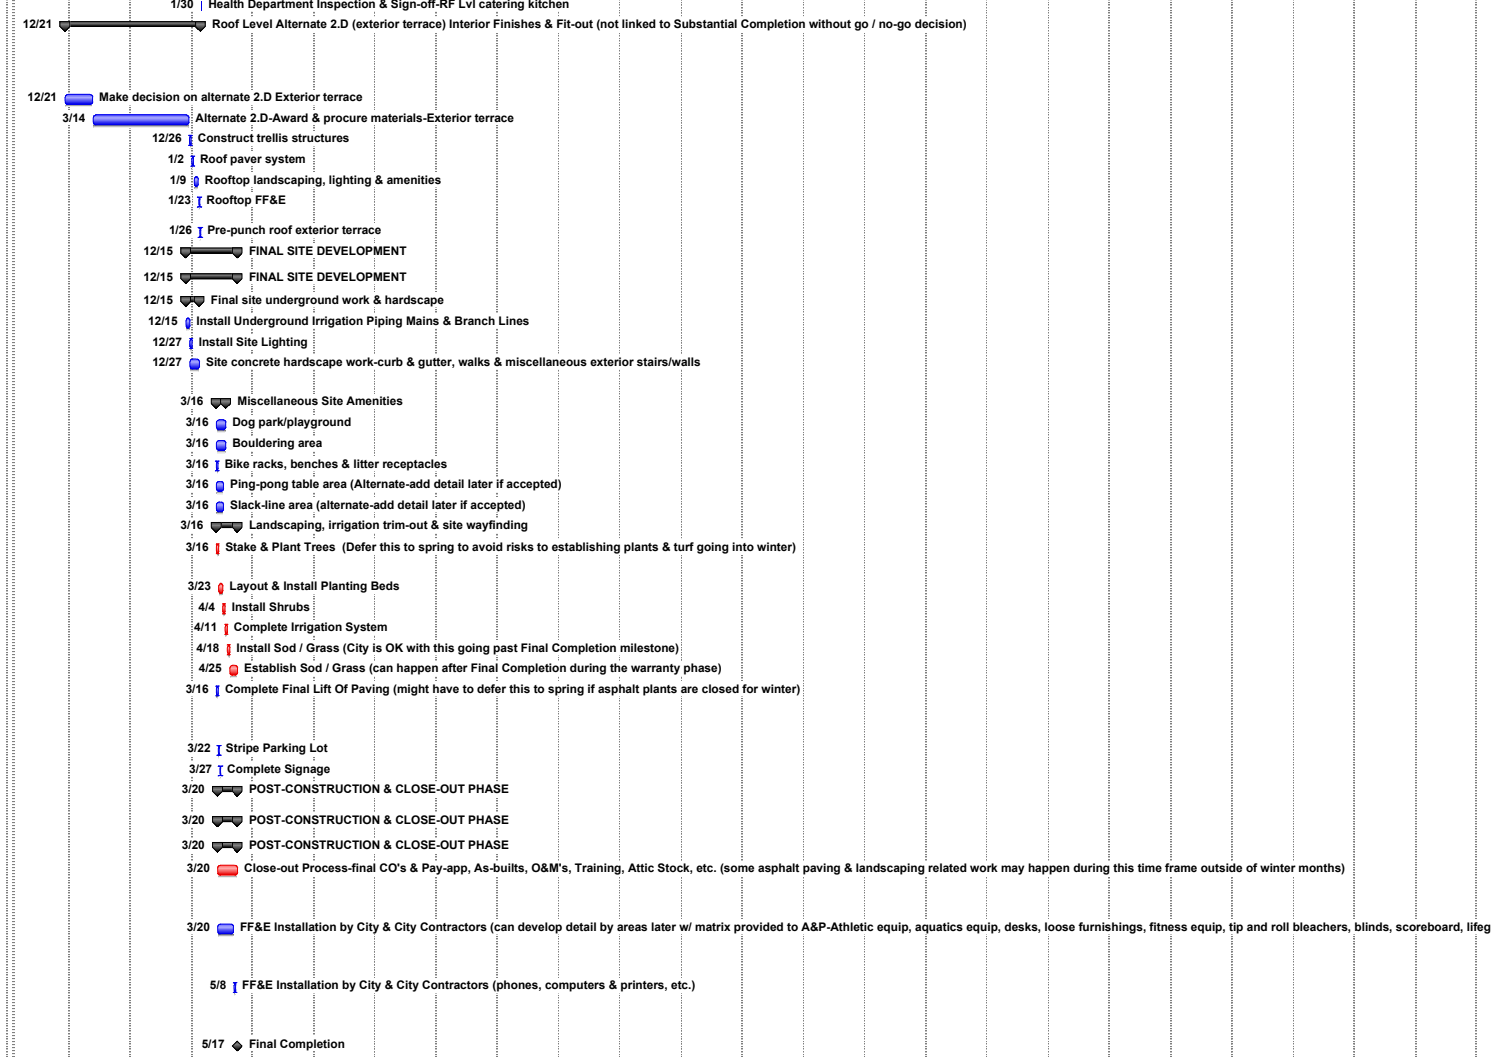 1/30 Health Department Inspection & Sign-off-RF Lvl catering kitchen
12/21 Roof Level Alternate 2.D (exterior terrace) Interior Finishes & Fit-out (not linked to Substantial Completion without go / no-go decision)
12/21 Make decision on alternate 2.D Exterior terrace
3/14 Alternate 2.D-Award & procure materials-Exterior terrace
12/26 Construct trellis structures
1/2 Roof paver system
1/9 Rooftop landscaping, lighting & amenities
1/23 Rooftop FF&E
1/26 Pre-punch roof exterior terrace
12/15 FINAL SITE DEVELOPMENT
12/15 FINAL SITE DEVELOPMENT
12/15 Final site underground work & hardscape
12/15 Install Underground Irrigation Piping Mains & Branch Lines
12/27 Install Site Lighting
12/27 Site concrete hardscape work-curb & gutter, walks & miscellaneous exterior stairs/walls
3/16 Miscellaneous Site Amenities
3/16 Dog park/playground
3/16 Bouldering area
3/16 Bike racks, benches & litter receptacles
3/16 Ping-pong table area (Alternate-add detail later if accepted)
3/16 Slack-line area (alternate-add detail later if accepted)
3/16 Landscaping, irrigation trim-out & site wayfinding
3/16 Stake & Plant Trees  (Defer this to spring to avoid risks to establishing plants & turf going into winter)
3/23 Layout & Install Planting Beds
4/4 Install Shrubs
4/11 Complete Irrigation System
4/18 Install Sod / Grass (City is OK with this going past Final Completion milestone)
4/25 Establish Sod / Grass (can happen after Final Completion during the warranty phase)
3/16 Complete Final Lift Of Paving (might have to defer this to spring if asphalt plants are closed for winter)
3/22 Stripe Parking Lot
3/27 Complete Signage
3/20 POST-CONSTRUCTION & CLOSE-OUT PHASE
3/20 POST-CONSTRUCTION & CLOSE-OUT PHASE
3/20 POST-CONSTRUCTION & CLOSE-OUT PHASE
3/20 Close-out Process-final CO's & Pay-app, As-builts, O&M's, Training, Attic Stock, etc. (some asphalt paving & landscaping related work may happen during this time frame outside of winter months)
3/20 FF&E Installation by City & City Contractors (can develop detail by areas later w/ matrix provided to A&P-Athletic equip, aquatics equip, desks, loose furnishings, fitness equip, tip and roll bleachers, blinds, scoreboard, lifeg
5/8 FF&E Installation by City & City Contractors (phones, computers & printers, etc.)
5/17 Final Completion